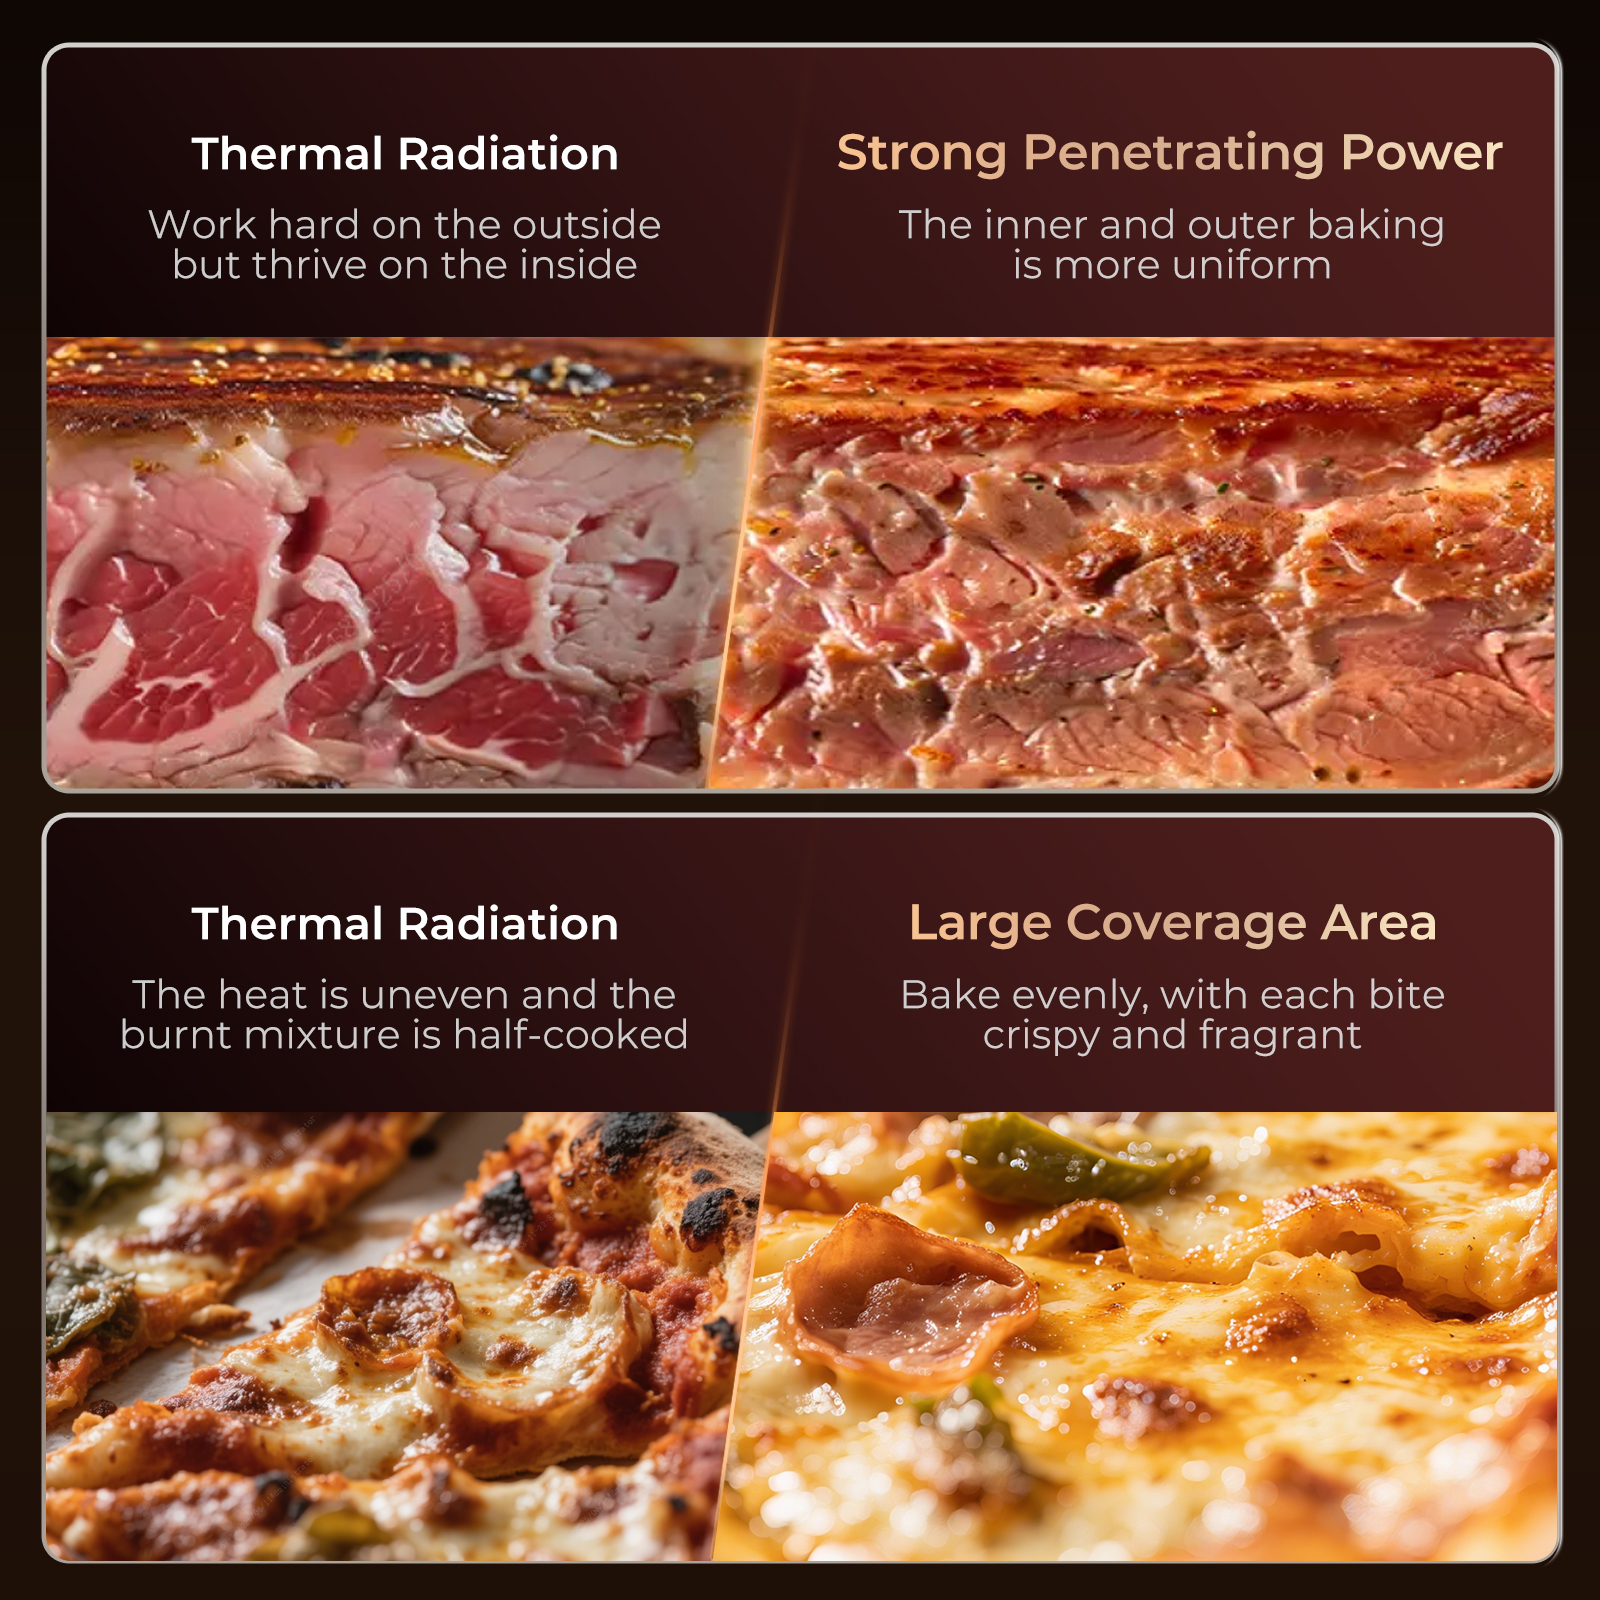 Thermal Radiation
Work hard on the outside
but thrive on the inside
Strong Penetrating Power
The inner and outer baking
is more uniform
Thermal Radiation
The heat is uneven and the
burnt mixture is half-cooked
Large Coverage Area
Bake evenly, with each bite
crispy and fragrant